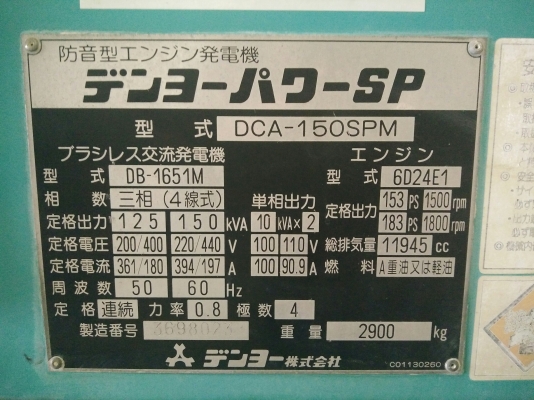 防音型エンジン発電機
デンヨーパワーSP
型式 DCA-150SPM
ブラシレス交流発電機 エンジン
型式 DB-1651M 型式 6D24E1
相数 三相(4線式) 単相出力 定格出力 153 PS 1500 rpm
定格出力 125 150 kVA 10 kVA×2 183 PS 1800 rpm
定格電圧 200/400 220/440 V 100 110 V 総排気量 11945 cc
定格電流 361/180 394/197 A 100 90.9 A 燃料 A重油又は軽油
周波数 50 60 Hz
定格 連続 力率 0.8 極数 4
製造番号 重量 2900 kg
デンヨー株式会社
C01130260